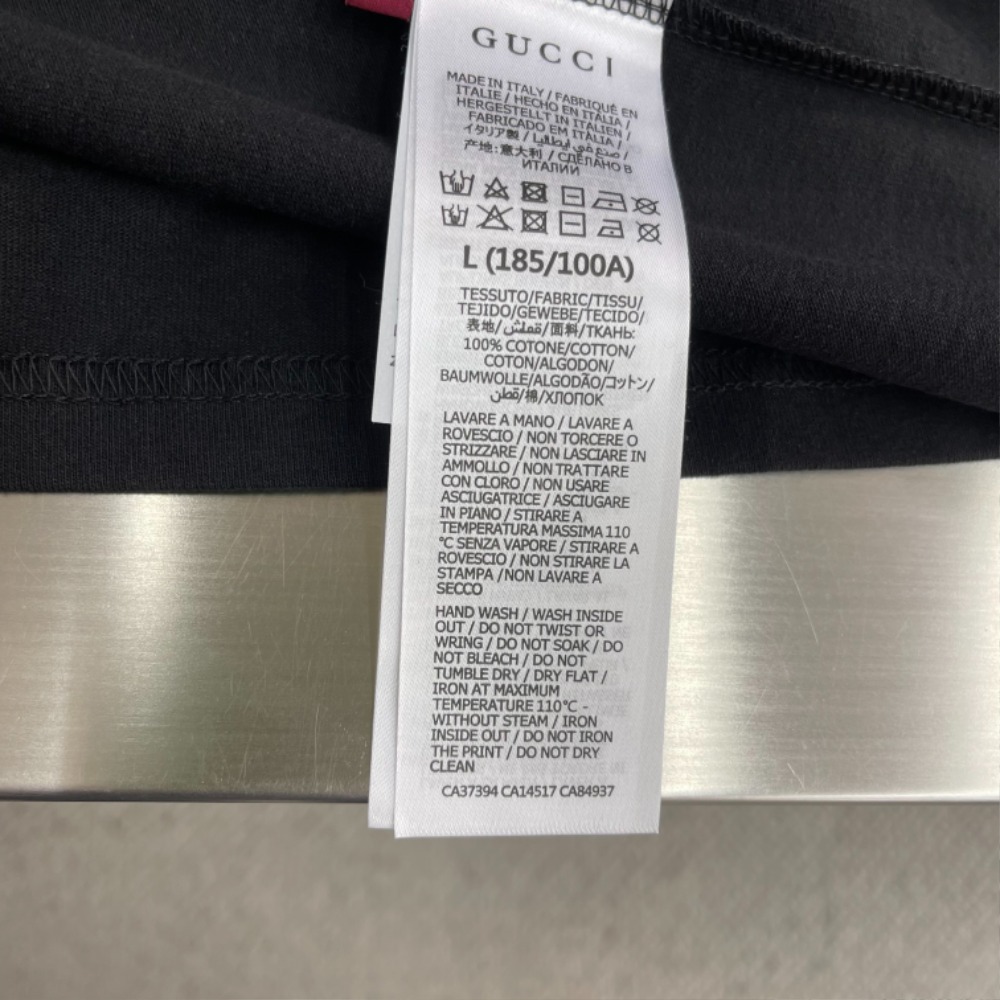 GUCCI
MADE IN ITALY / FABRIQUÉ EN
ITALIE / HECHO EN ITALIA /
HERGESTELLT IN ITALIEN /
FABRICADO EM ITÁLIA /
イタリア製 / صنع في ايطاليا /
产地:意大利 / СДЕЛАНО В
ИТАЛИИ
L (185/100A)
TESSUTO/FABRIC/TISSU/
TEJIDO/GEWEBE/TECIDO/
表地/قماش/面料/ТКАНЬ:
100% COTONE/COTTON/
COTON/ALGODON/
BAUMWOLLE/ALGODÃO/コットン/
قطن/棉/ХЛОПОК
LAVARE A MANO / LAVARE A
ROVESCIO / NON TORCERE O
STRIZZARE / NON LASCIARE IN
AMMOLLO / NON TRATTARE
CON CLORO / NON USARE
ASCIUGATRICE / ASCIUGARE
IN PIANO / STIRARE A
TEMPERATURA MASSIMA 110
°C SENZA VAPORE / STIRARE A
ROVESCIO / NON STIRARE LA
STAMPA /NON LAVARE A
SECCO
HAND WASH / WASH INSIDE
OUT / DO NOT TWIST OR
WRING / DO NOT SOAK / DO
NOT BLEACH / DO NOT
TUMBLE DRY / DRY FLAT /
IRON AT MAXIMUM
TEMPERATURE 110°C -
WITHOUT STEAM / IRON
INSIDE OUT / DO NOT IRON
THE PRINT / DO NOT DRY
CLEAN
CA37394 CA14517 CA84937